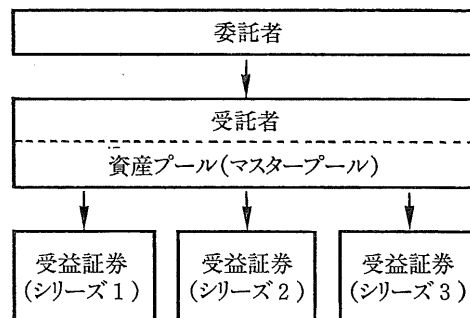 委託者
受託者
資産プール(マスタープール)
受益証券
(シリーズ1)
受益証券
(シリーズ2)
受益証券
(シリーズ3)